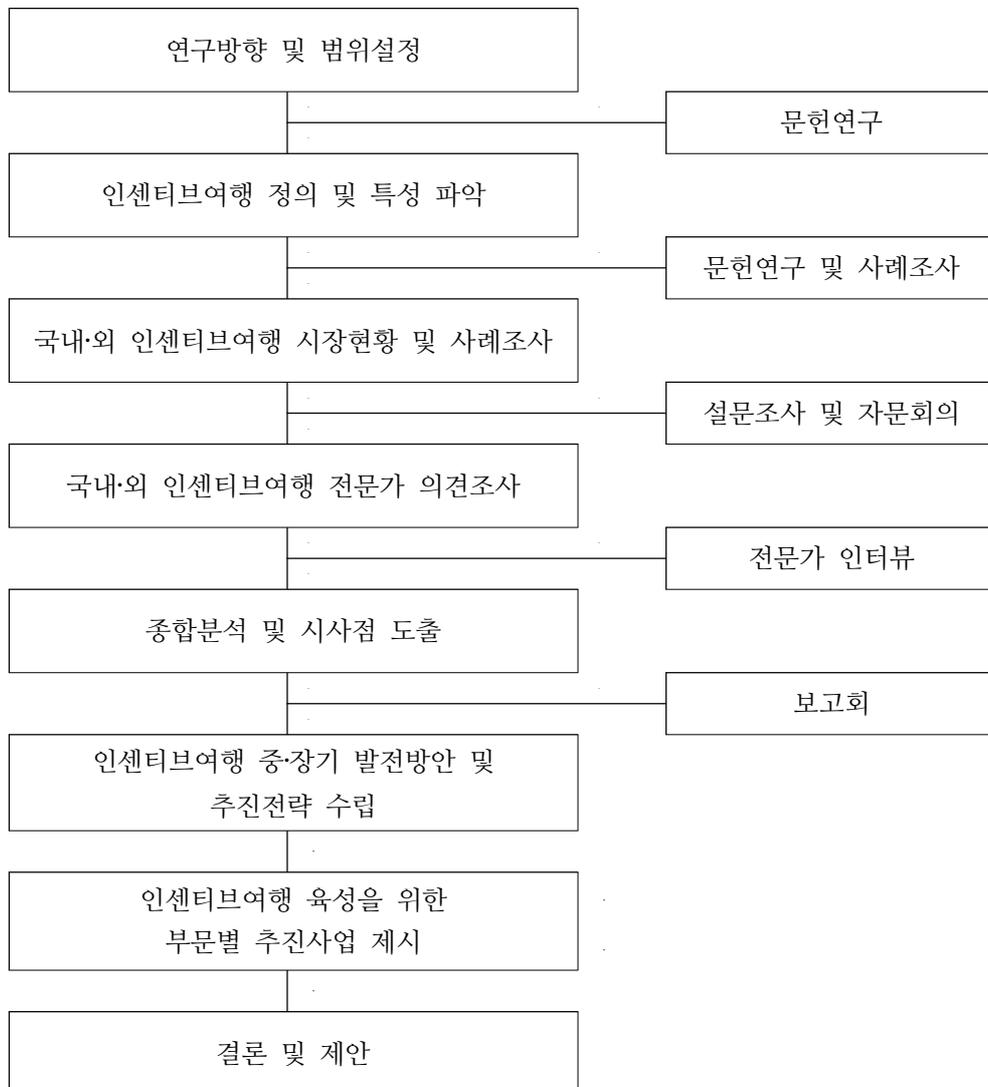 연구방향 및 범위설정
문헌연구
인센티브여행 정의 및 특성 파악
문헌연구 및 사례조사
국내·외 인센티브여행 시장현황 및 사례조사
설문조사 및 자문회의
국내·외 인센티브여행 전문가 의견조사
전문가 인터뷰
종합분석 및 시사점 도출
보고회
인센티브여행 중·장기 발전방안 및
추진전략 수립
인센티브여행 육성을 위한
부문별 추진사업 제시
결론 및 제안